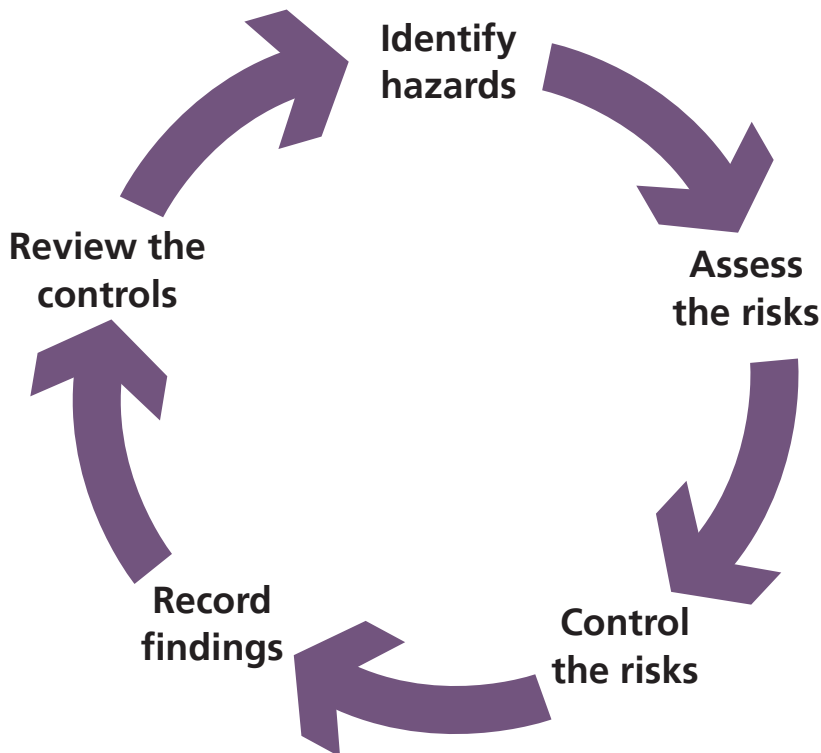 Identify
hazards
Assess
the risks
Control
the risks
Record
findings
Review the
controls